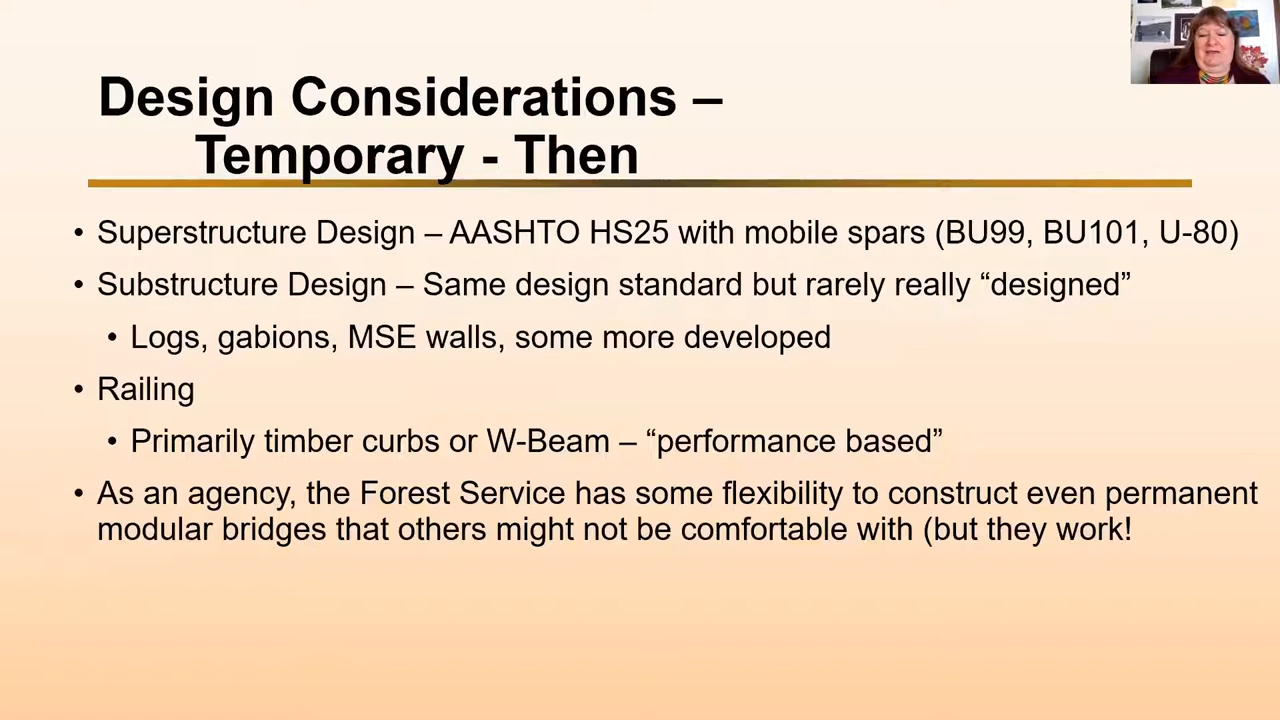 Design Considerations –
Temporary - Then
• Superstructure Design – AASHTO HS25 with mobile spars (BU99, BU101, U-80)
• Substructure Design – Same design standard but rarely really “designed”
• Logs, gabions, MSE walls, some more developed
• Railing
• Primarily timber curbs or W-Beam – “performance based”
• As an agency, the Forest Service has some flexibility to construct even permanent
modular bridges that others might not be comfortable with (but they work!